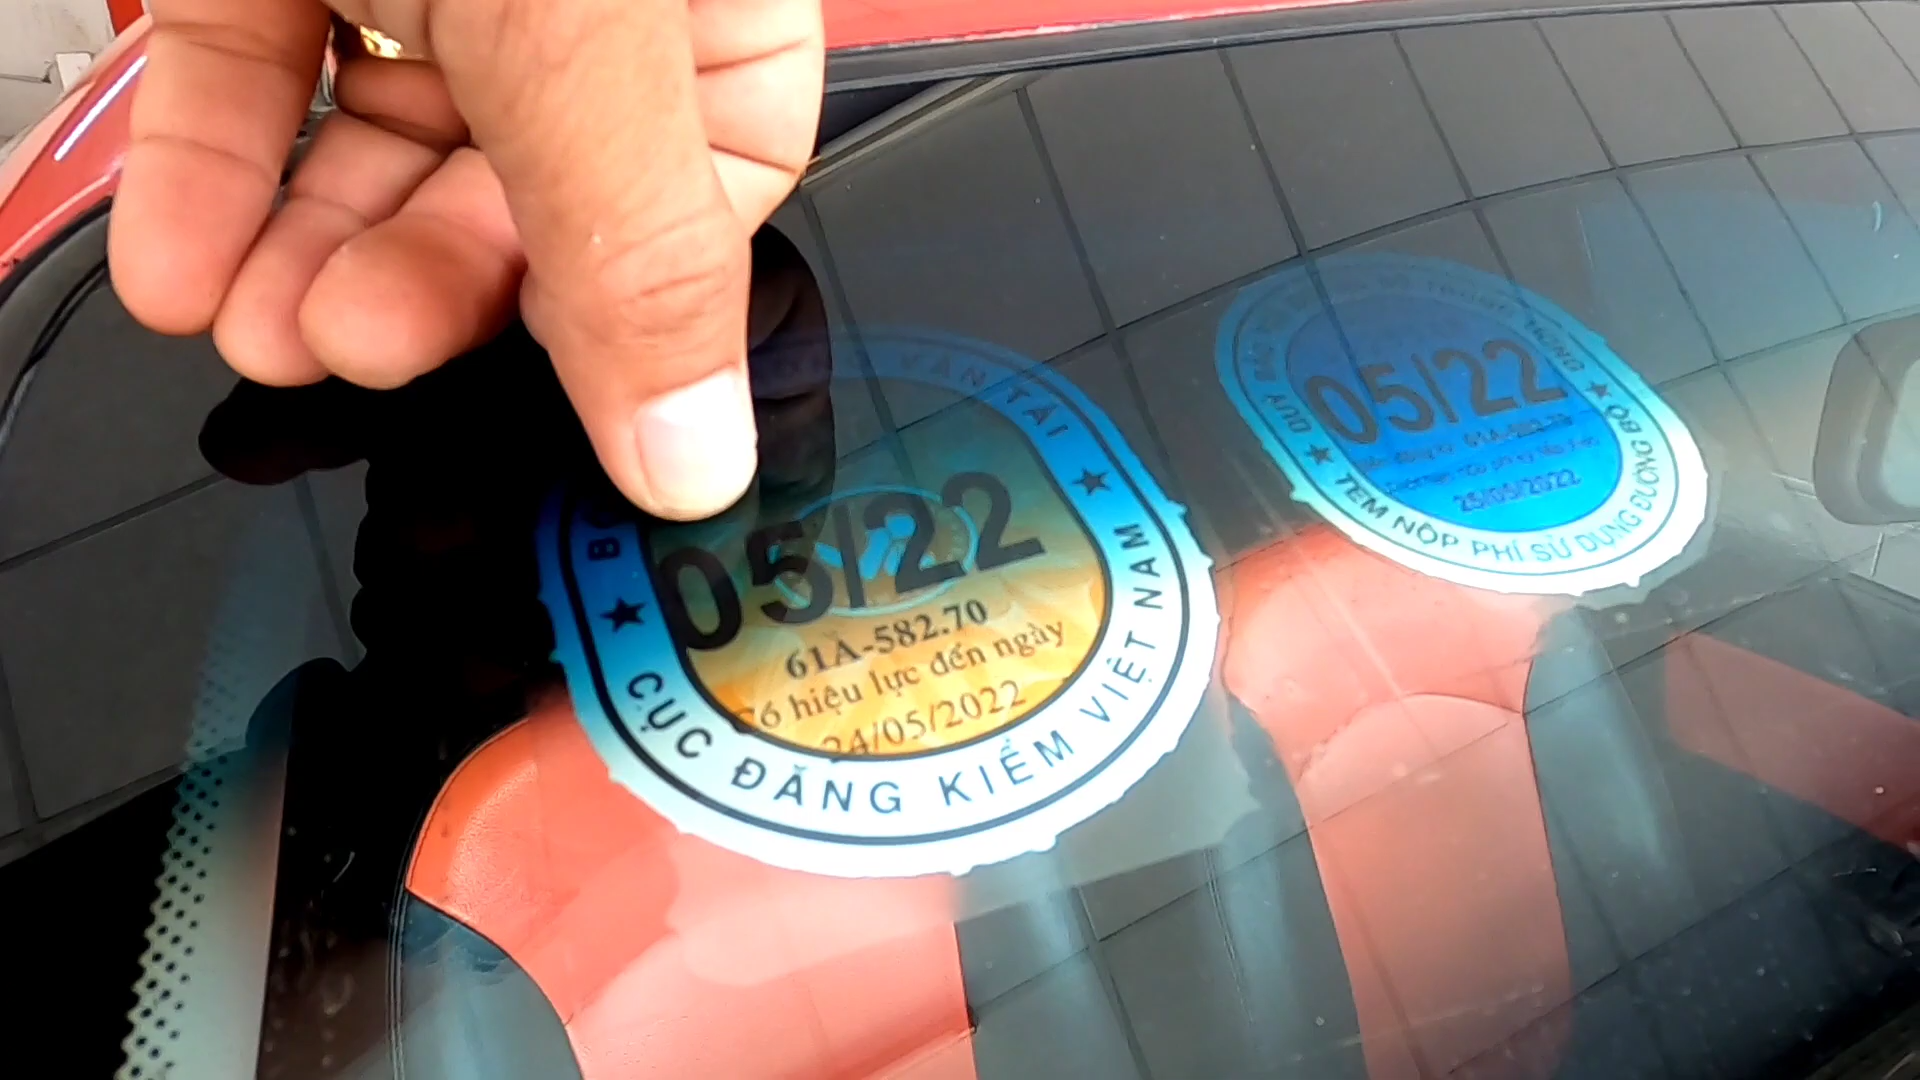 VẬN TẢI
05/22
61A-582.70
Có hiệu lực đến ngày
24/05/2022
★ CỤC ĐĂNG KIỂM VIỆT NAM ★
05/22
25/05/2022
★ TEM NỘP PHÍ SỬ DỤNG ĐƯỜNG BỘ ★